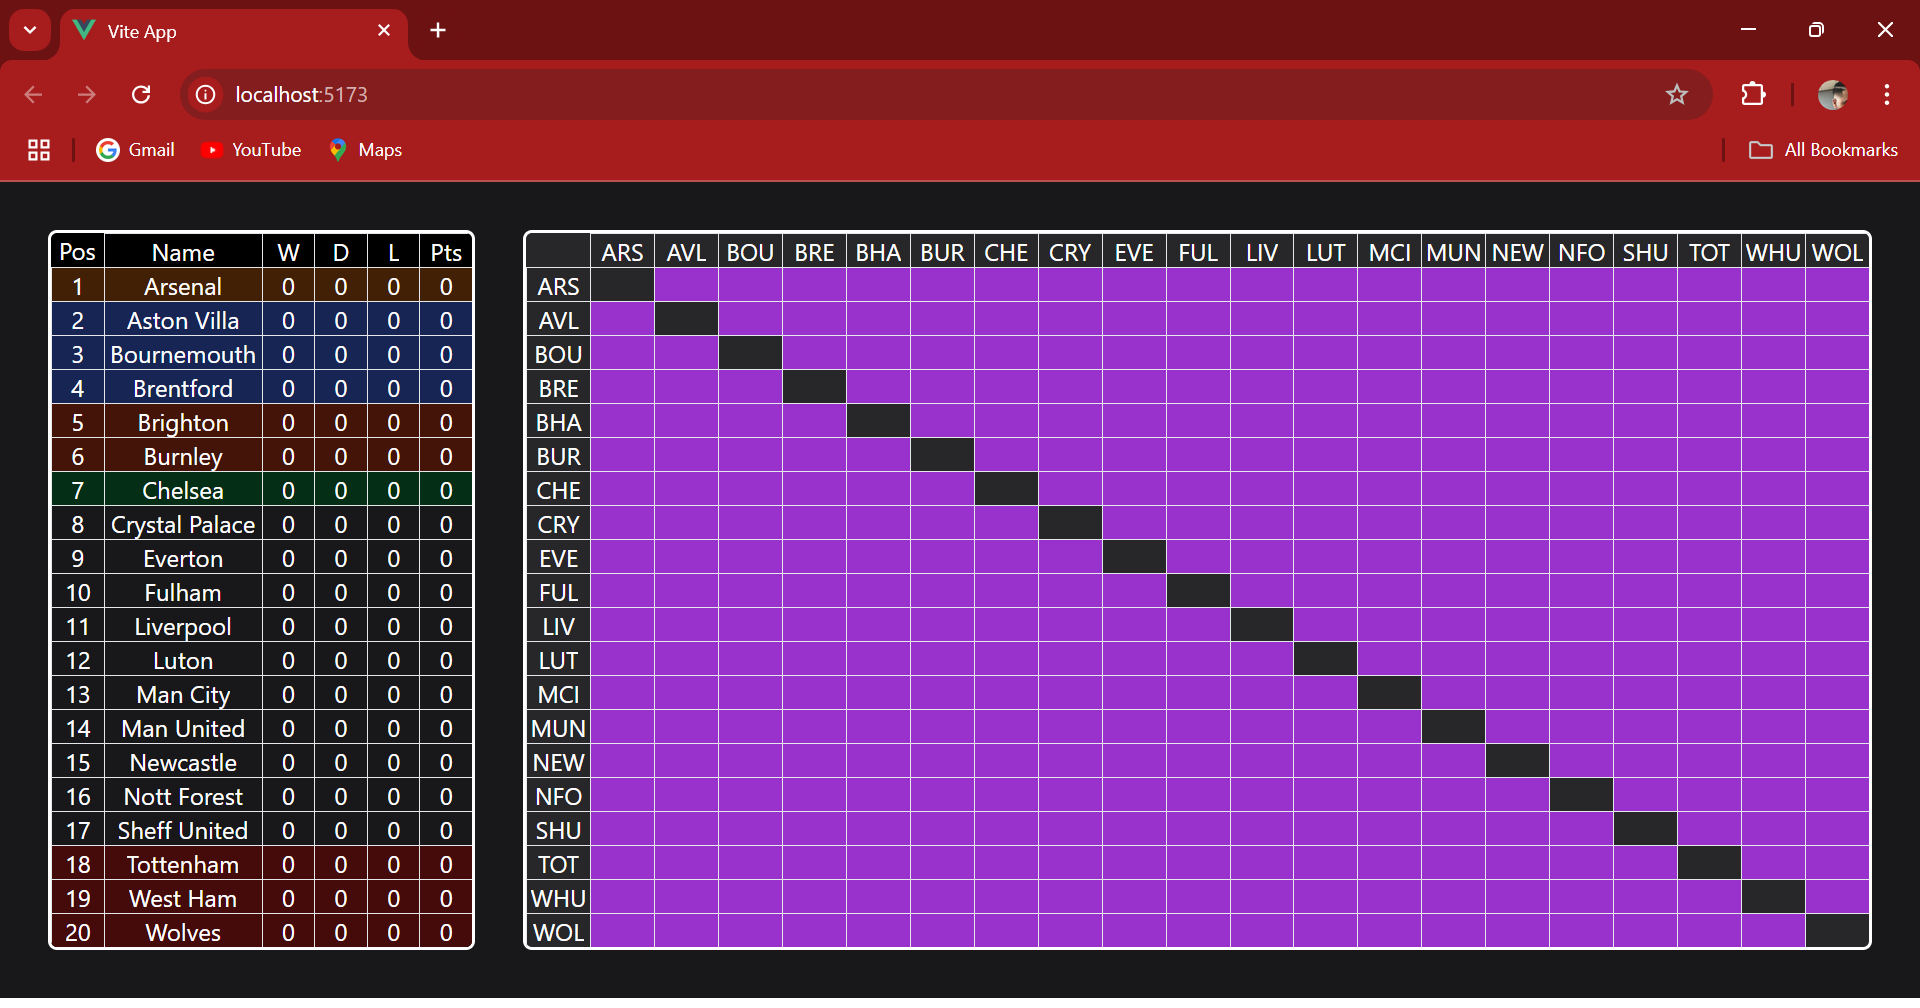 Vite App
localhost:5173
Gmail YouTube Maps All Bookmarks
Pos Name W D L Pts
1 Arsenal 0 0 0 0
2 Aston Villa 0 0 0 0
3 Bournemouth 0 0 0 0
4 Brentford 0 0 0 0
5 Brighton 0 0 0 0
6 Burnley 0 0 0 0
7 Chelsea 0 0 0 0
8 Crystal Palace 0 0 0 0
9 Everton 0 0 0 0
10 Fulham 0 0 0 0
11 Liverpool 0 0 0 0
12 Luton 0 0 0 0
13 Man City 0 0 0 0
14 Man United 0 0 0 0
15 Newcastle 0 0 0 0
16 Nott Forest 0 0 0 0
17 Sheff United 0 0 0 0
18 Tottenham 0 0 0 0
19 West Ham 0 0 0 0
20 Wolves 0 0 0 0
ARS AVL BOU BRE BHA BUR CHE CRY EVE FUL LIV LUT MCI MUN NEW NFO SHU TOT WHU WOL
ARS
AVL
BOU
BRE
BHA
BUR
CHE
CRY
EVE
FUL
LIV
LUT
MCI
MUN
NEW
NFO
SHU
TOT
WHU
WOL